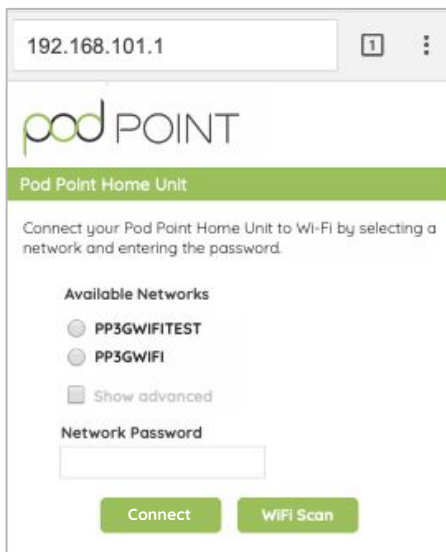 192.168.101.1
1
pod POINT
Pod Point Home Unit
Connect your Pod Point Home Unit to Wi-Fi by selecting a
network and entering the password.
Available Networks
PP3GWIFITEST
PP3GWIFI
Show advanced
Network Password
Connect
WiFi Scan